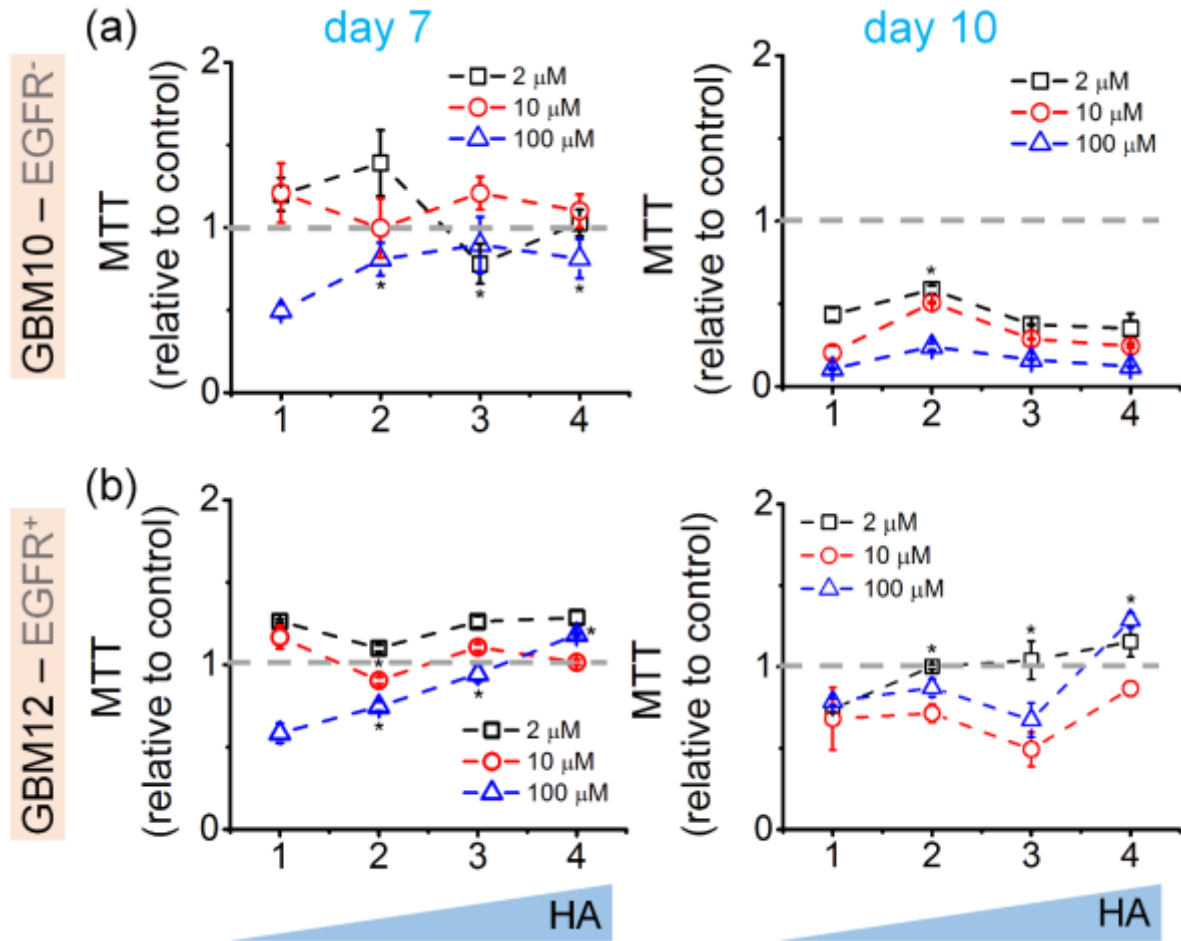 (a)
day 7
day 10
GBM10 – EGFR⁻
MTT
(relative to control)
2
1
0
2 μM
10 μM
100 μM
*
*
*
1 2 3 4
MTT
(relative to control)
2
1
0
2 μM
10 μM
100 μM
*
1 2 3 4
(b)
GBM12 – EGFR⁺
MTT
(relative to control)
2
1
0
*
*
*
*
2 μM
10 μM
100 μM
1 2 3 4
HA
MTT
(relative to control)
2
1
0
2 μM
10 μM
100 μM
*
*
*
1 2 3 4
HA